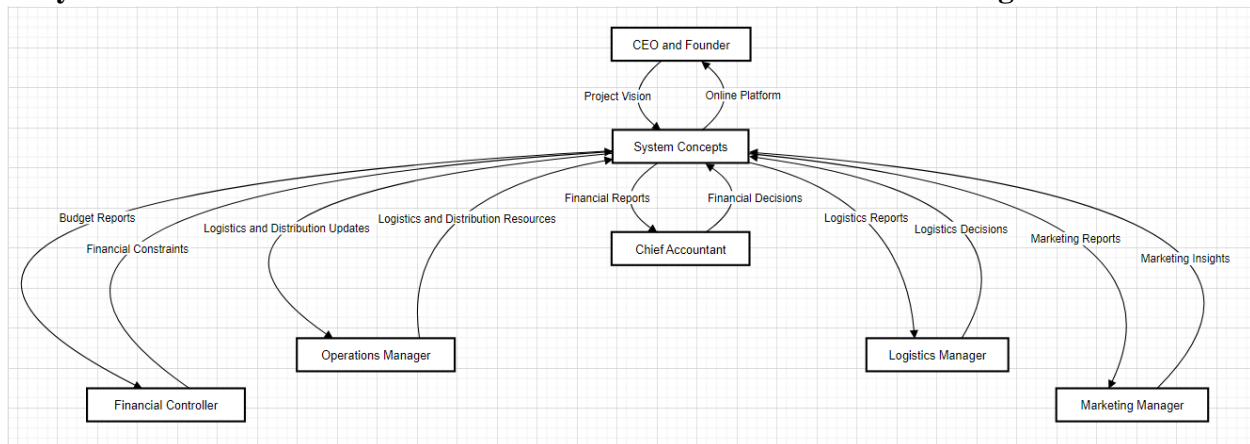 CEO and Founder
Project Vision
Online Platform
System Concepts
Financial Reports
Financial Decisions
Budget Reports
Logistics and Distribution Resources
Logistics Reports
Logistics and Distribution Updates
Logistics Decisions
Financial Constraints
Chief Accountant
Marketing Reports
Marketing Insights
Operations Manager
Logistics Manager
Financial Controller
Marketing Manager